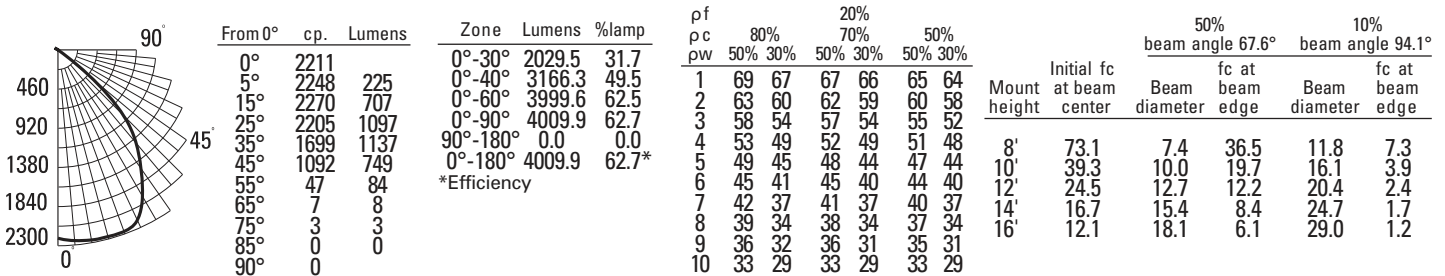 90°
460
920
45°
1380
1840
2300
0°
From 0° cp. Lumens
0° 2211
5° 2248 225
15° 2270 707
25° 2205 1097
35° 1699 1137
45° 1092 749
55° 47 84
65° 7 8
75° 3 3
85° 0 0
90° 0
Zone Lumens %lamp
0°-30° 2029.5 31.7
0°-40° 3166.3 49.5
0°-60° 3999.6 62.5
0°-90° 4009.9 62.7
90°-180° 0.0 0.0
0°-180° 4009.9 62.7*
*Efficiency
ρf 20%
ρc 80% 70% 50%
ρw 50% 30% 50% 30% 50% 30%
1 69 67 67 66 65 64
2 63 60 62 59 60 58
3 58 54 57 54 55 52
4 53 49 52 49 51 48
5 49 45 48 44 47 44
6 45 41 45 40 44 40
7 42 37 41 37 40 37
8 39 34 38 34 37 34
9 36 32 36 31 35 31
10 33 29 33 29 33 29
50% 10%
beam angle 67.6° beam angle 94.1°
Initial fc fc at fc at
Mount at beam Beam beam Beam beam
height center diameter edge diameter edge
8' 73.1 7.4 36.5 11.8 7.3
10' 39.3 10.0 19.7 16.1 3.9
12' 24.5 12.7 12.2 20.4 2.4
14' 16.7 15.4 8.4 24.7 1.7
16' 12.1 18.1 6.1 29.0 1.2